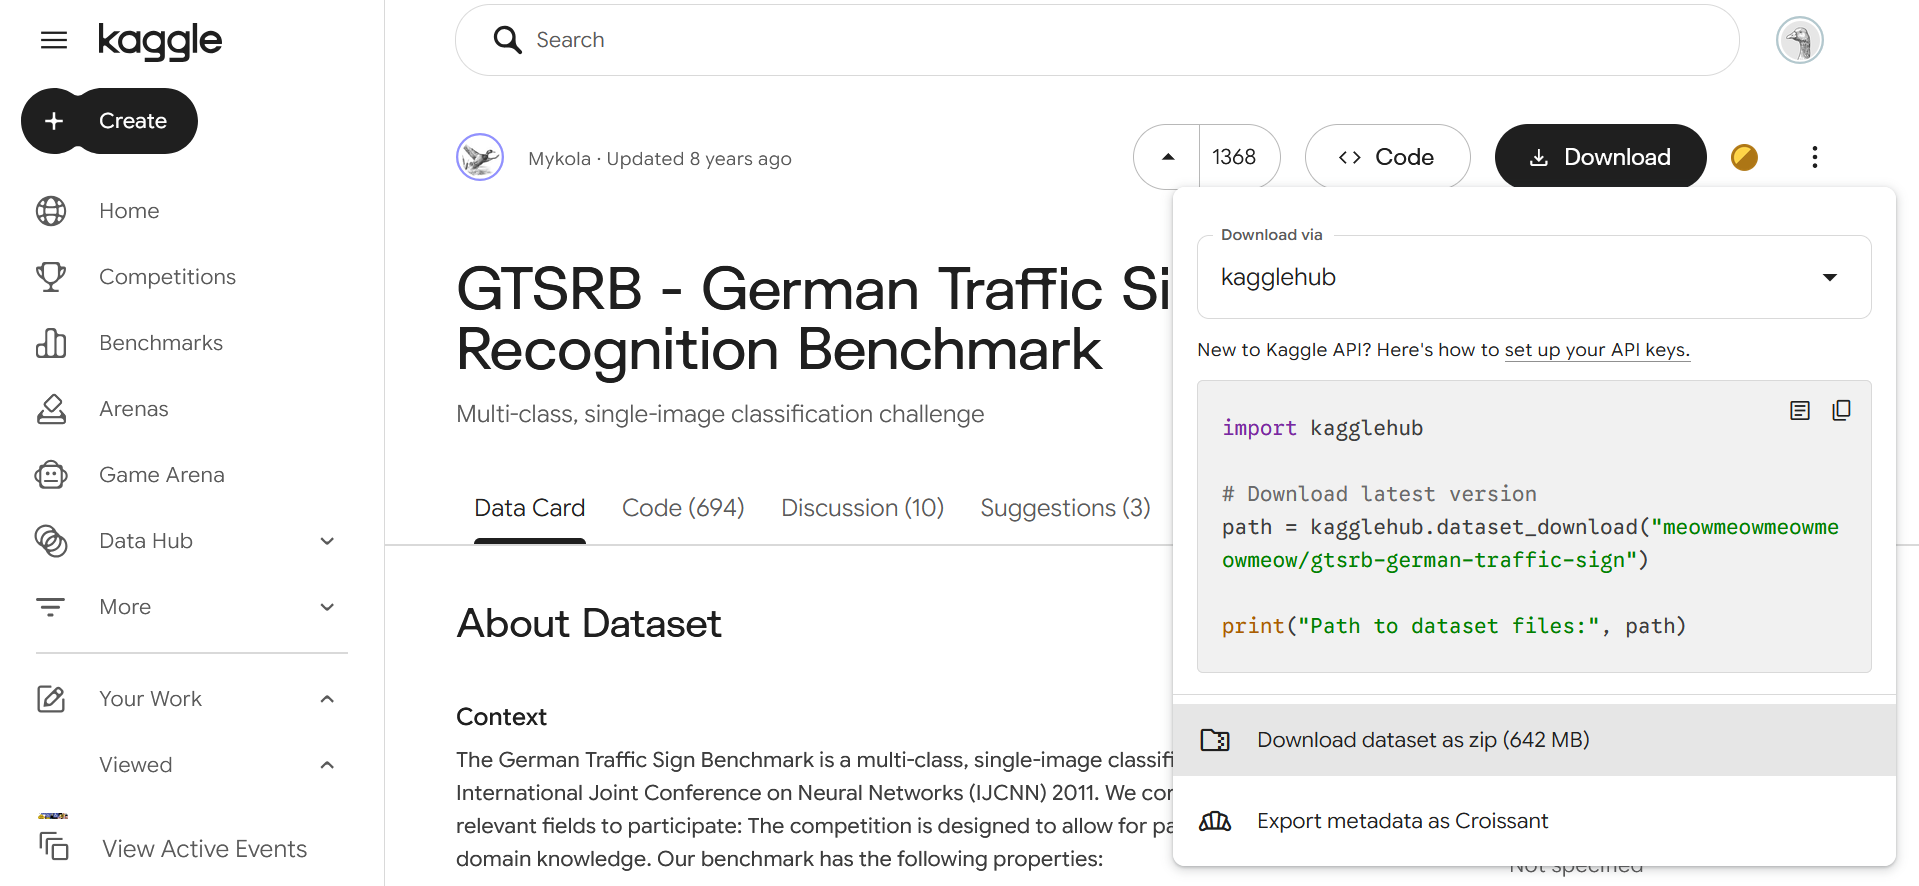 kaggle
Search
Create
Home
Competitions
Benchmarks
Arenas
Game Arena
Data Hub
More
Your Work
Viewed
View Active Events
Mykola · Updated 8 years ago
1368
<> Code
Download
GTSRB - German Traffic Si
Recognition Benchmark
Multi-class, single-image classification challenge
Data Card
Code (694)
Discussion (10)
Suggestions (3)
About Dataset
Context
The German Traffic Sign Benchmark is a multi-class, single-image classifi
International Joint Conference on Neural Networks (IJCNN) 2011. We cor
relevant fields to participate: The competition is designed to allow for pa
domain knowledge. Our benchmark has the following properties:
Download via
kagglehub
New to Kaggle API? Here's how to set up your API keys.
import kagglehub
# Download latest version
path = kagglehub.dataset_download("meowmeowmeowme
owmeow/gtsrb-german-traffic-sign")
print("Path to dataset files:", path)
Download dataset as zip (642 MB)
Export metadata as Croissant
Not specified